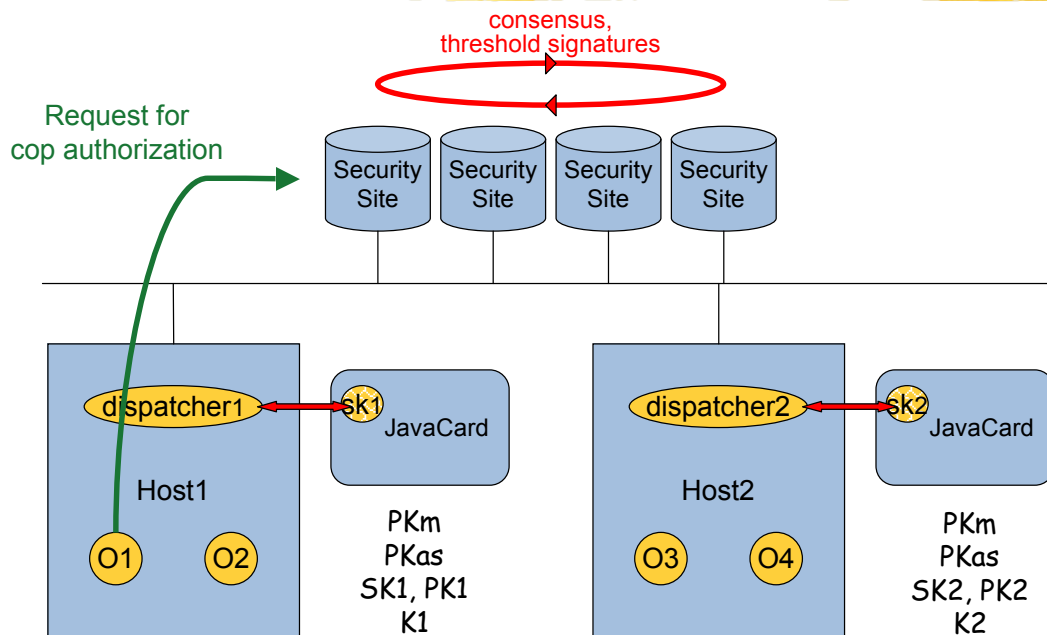 consensus,
threshold signatures
Request for
cop authorization
Security
Site
Security
Site
Security
Site
Security
Site
dispatcher1
sk1
JavaCard
Host1
O1
O2
PKm
PKas
SK1, PK1
K1
dispatcher2
sk2
JavaCard
Host2
O3
O4
PKm
PKas
SK2, PK2
K2